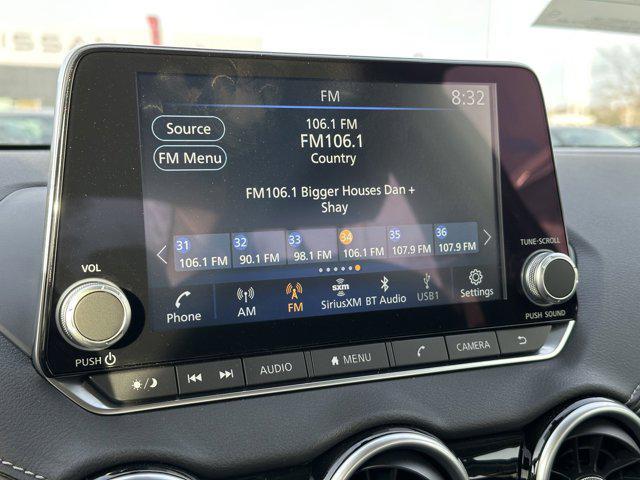 NISSAN
FM
8:32
Source
FM Menu
106.1 FM
FM106.1
Country
FM106.1 Bigger Houses Dan +
Shay
31 32 33 34 35 36
106.1 FM 90.1 FM 98.1 FM 106.1 FM 107.9 FM 107.9 FM
Phone AM FM SiriusXM BT Audio USB1 Settings
sxm
VOL
PUSH
TUNE-SCROLL
PUSH SOUND
AUDIO MENU CAMERA